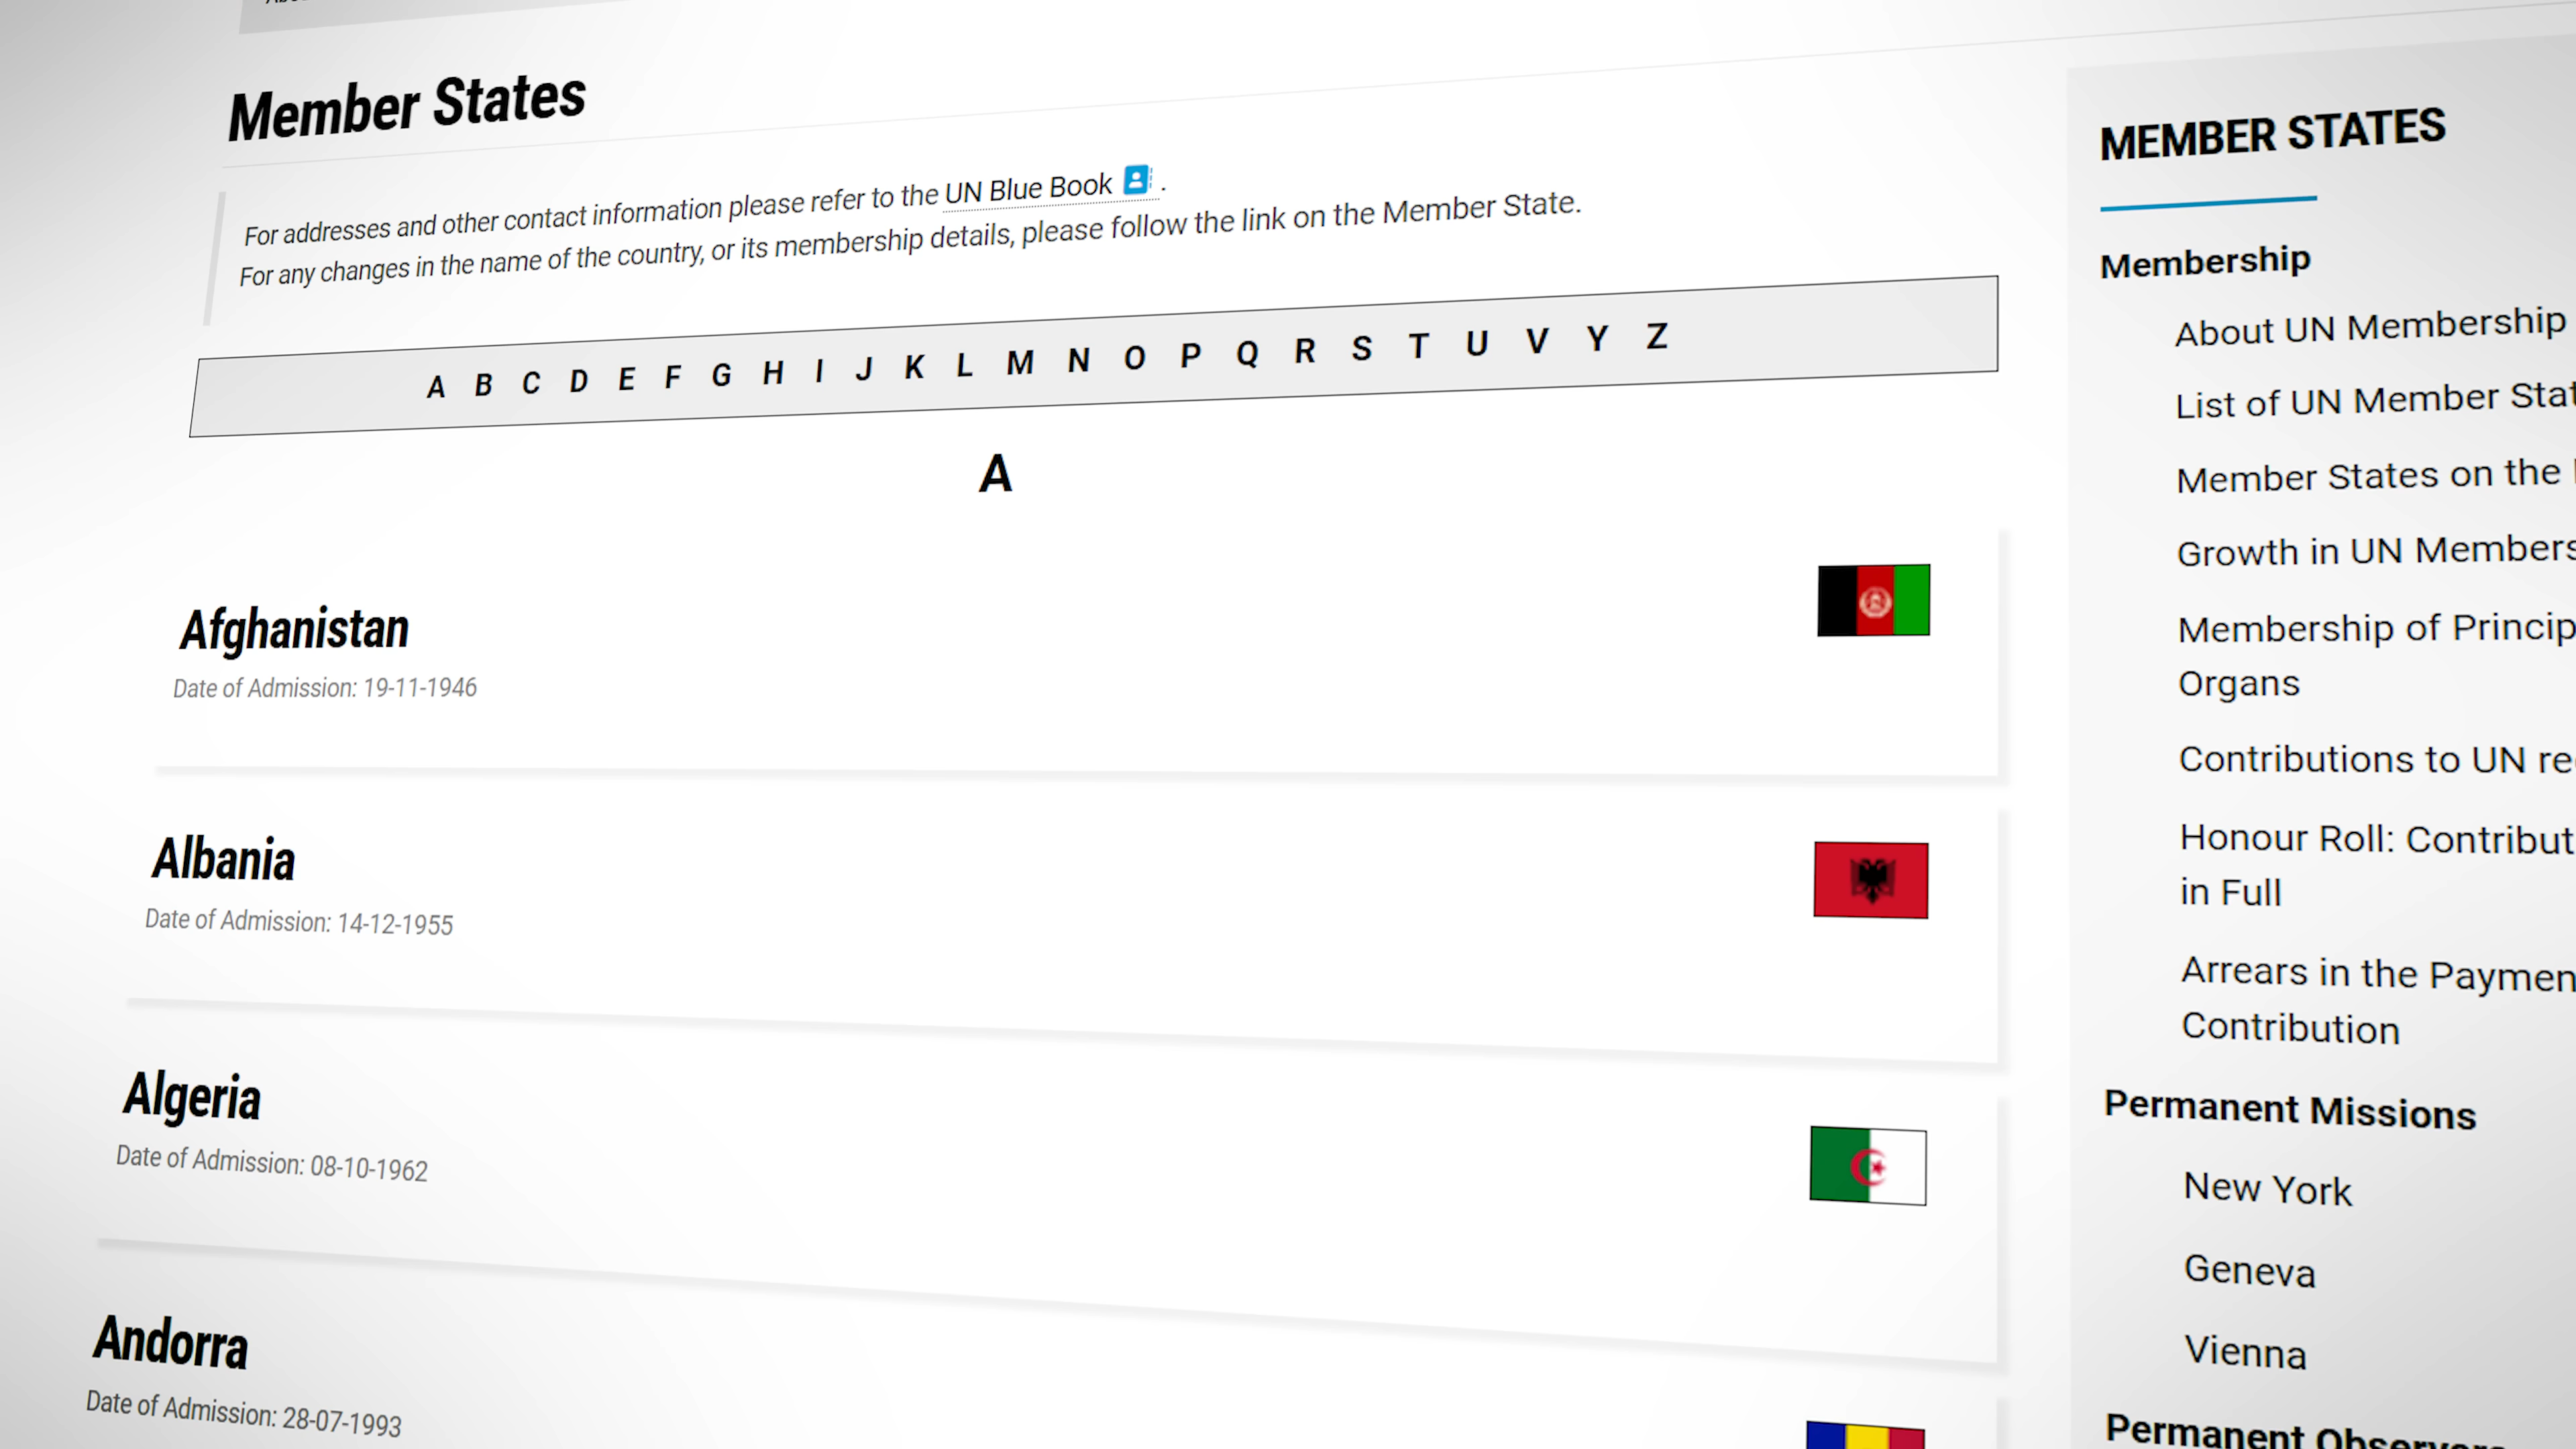 Member States
For addresses and other contact information please refer to the UN Blue Book .
For any changes in the name of the country, or its membership details, please follow the link on the Member State.
A B C D E F G H I J K L M N O P Q R S T U V Y Z
A
Afghanistan
Date of Admission: 19-11-1946
Albania
Date of Admission: 14-12-1955
Algeria
Date of Admission: 08-10-1962
Andorra
Date of Admission: 28-07-1993
MEMBER STATES
Membership
About UN Membership
List of UN Member
Member States on the
Growth in UN
Membership of
Organs
Contributions to UN
Honour Roll:
in Full
Arrears in the
Contribution
Permanent Missions
New York
Geneva
Vienna
Permanent